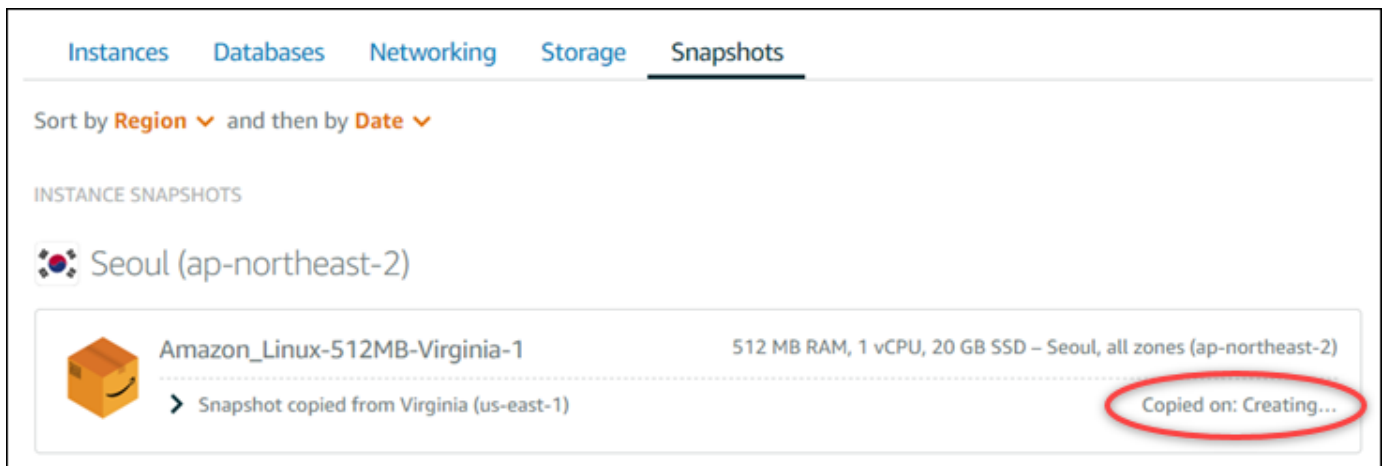 Instances Databases Networking Storage Snapshots
Sort by Region and then by Date
INSTANCE SNAPSHOTS
Seoul (ap-northeast-2)
Amazon_Linux-512MB-Virginia-1 512 MB RAM, 1 vCPU, 20 GB SSD – Seoul, all zones (ap-northeast-2)
Snapshot copied from Virginia (us-east-1) Copied on: Creating...